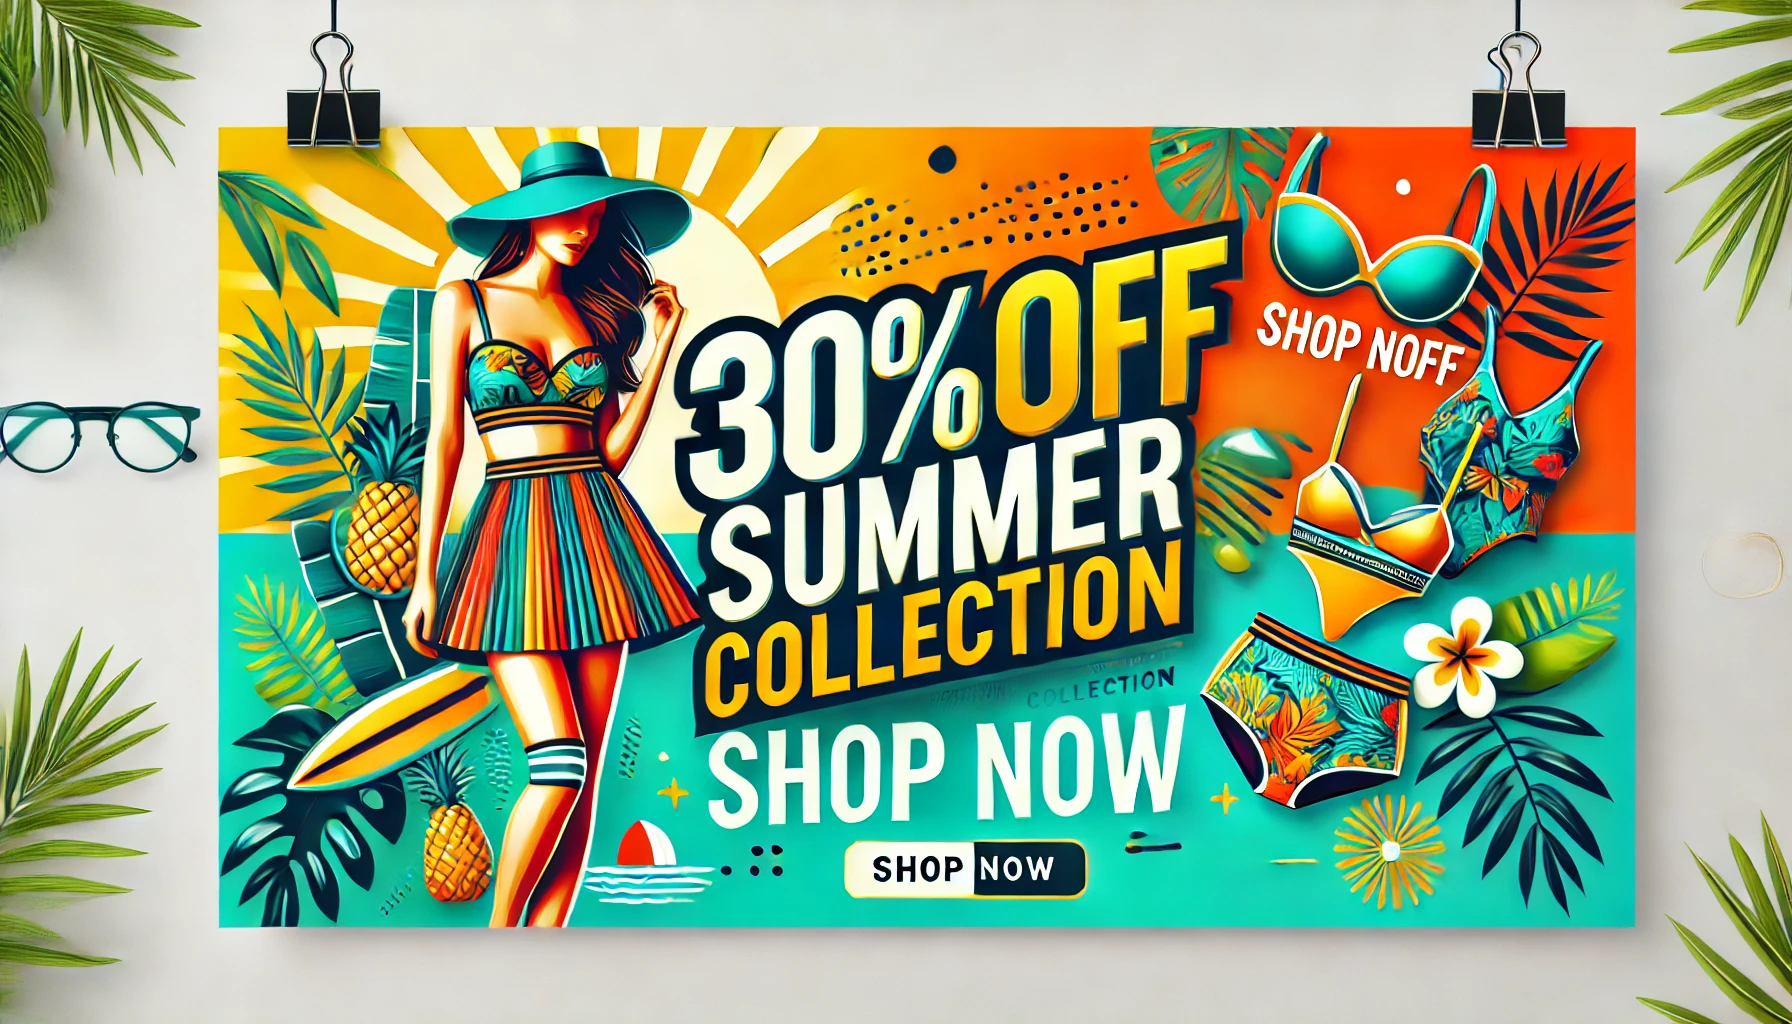 30% OFF
SUMMER
COLLECTION
COLLECTION
SHOP NOW
SHOP NOW
SHOP NOFF